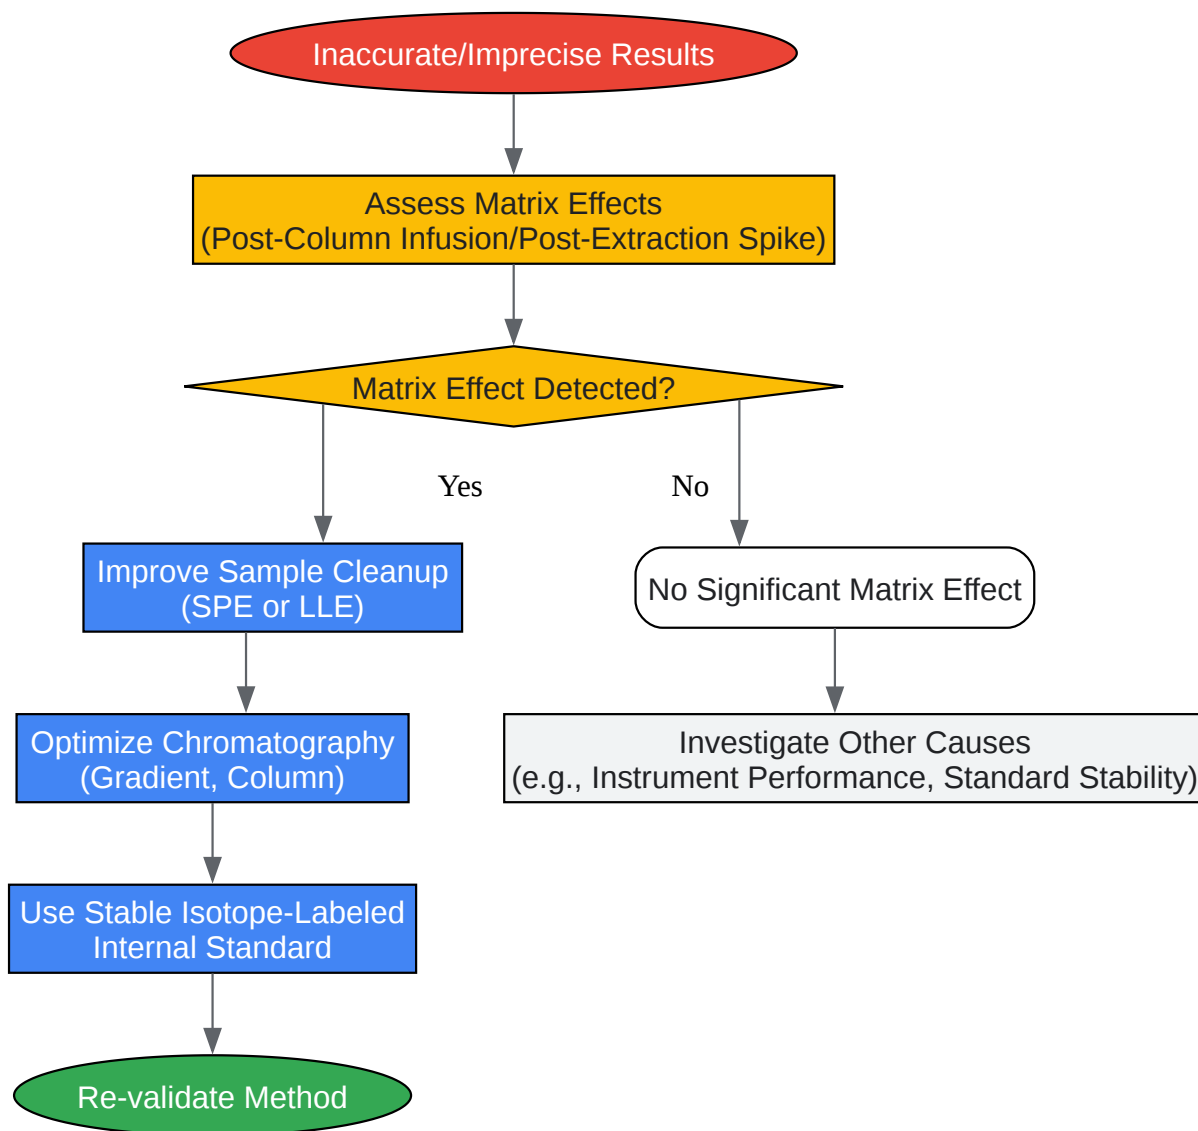 Inaccurate/Imprecise Results
Assess Matrix Effects
(Post-Column Infusion/Post-Extraction Spike)
Matrix Effect Detected?
Yes
No
Improve Sample Cleanup
(SPE or LLE)
No Significant Matrix Effect
Optimize Chromatography
(Gradient, Column)
Investigate Other Causes
(e.g., Instrument Performance, Standard Stability)
Use Stable Isotope-Labeled
Internal Standard
Re-validate Method